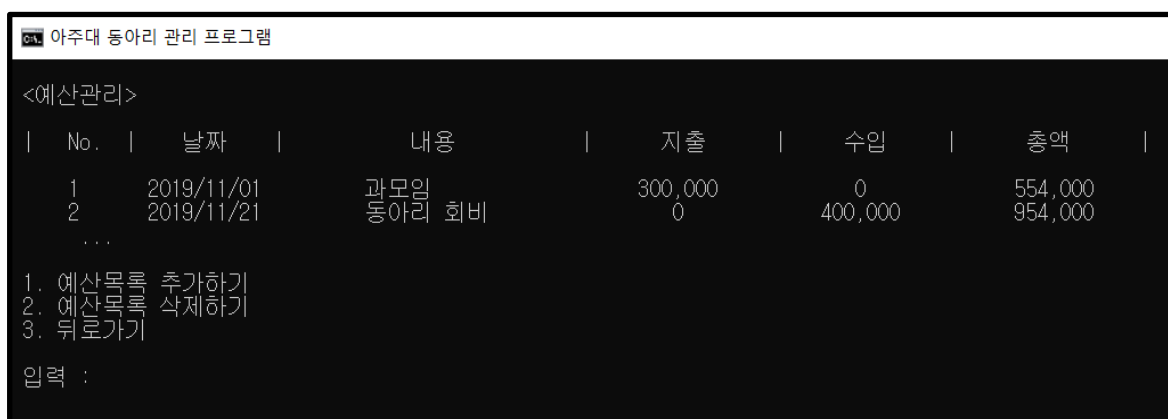 아주대 동아리 관리 프로그램
<예산관리>
| No. | 날짜 | 내용 | 지출 | 수입 | 총액 |
1 2019/11/01 과모임 300,000 0 554,000
2 2019/11/21 동아리 회비 0 400,000 954,000
...
1. 예산목록 추가하기
2. 예산목록 삭제하기
3. 뒤로가기
입력 :